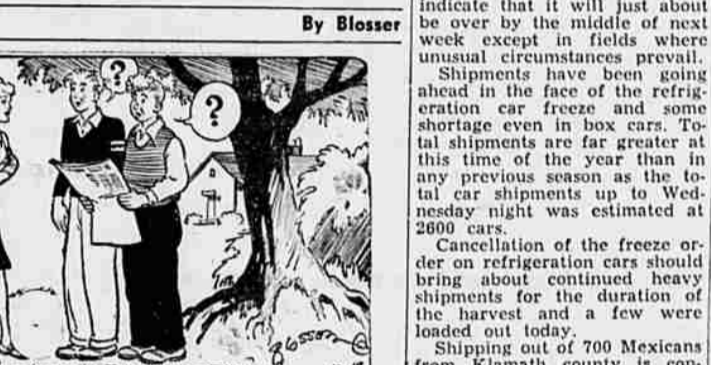 By Blosser
?
?
Blosser
indicate that it will just about
be over by the middle of next
week except in fields where
unusual circumstances prevail.
Shipments have been going
ahead in the face of the refrig-
eration car freeze and some
shortage even in box cars. To-
tal shipments are far greater at
this time of the year than in
any previous season as the to-
tal car shipments up to Wed-
nesday night was estimated at
2600 cars.
Cancellation of the freeze or-
der on refrigeration cars should
bring about continued heavy
shipments for the duration of
the harvest and a few were
loaded out today.
Shipping out of 700 Mexicans
from Klamath county is con-